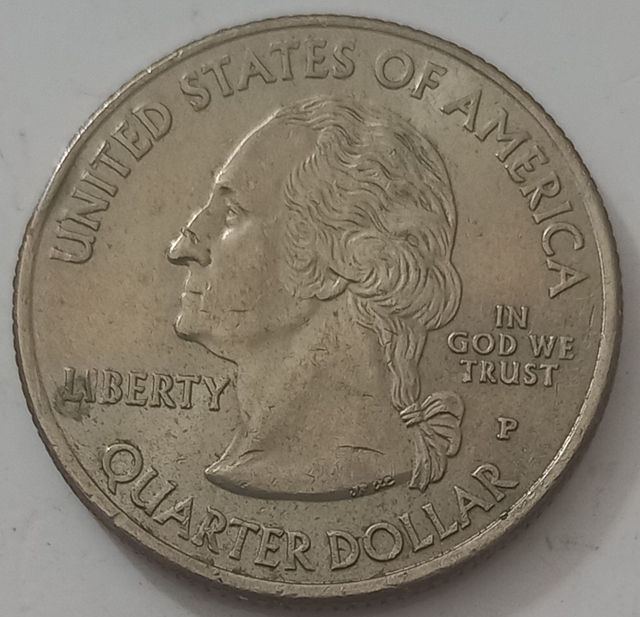 UNITED STATES OF AMERICA
LIBERTY
IN
GOD WE
TRUST
P
QUARTER DOLLAR